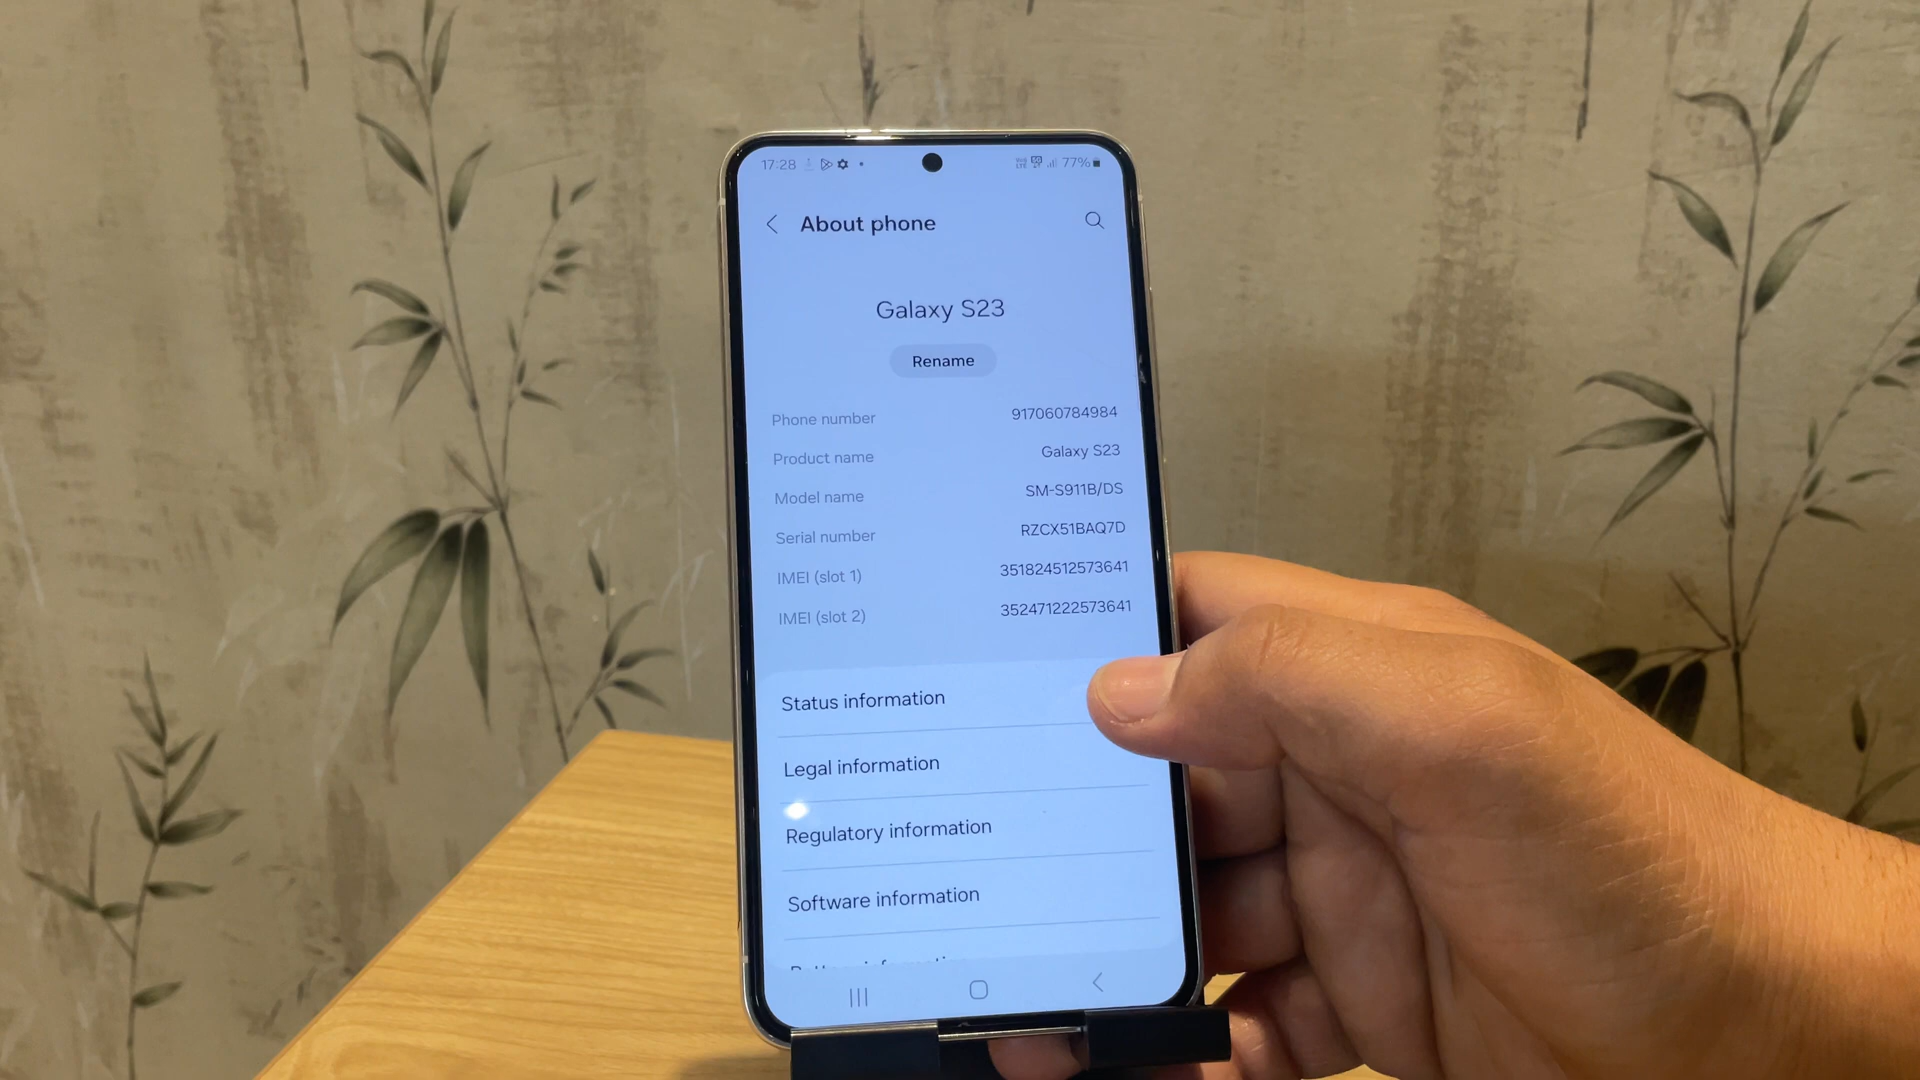 17:28 77%
About phone
Galaxy S23
Rename
Phone number 917060784984
Product name Galaxy S23
Model name SM-S911B/DS
Serial number RZCX51BAQ7D
IMEI (slot 1) 351824512573641
IMEI (slot 2) 352471222573641
Status information
Legal information
Regulatory information
Software information